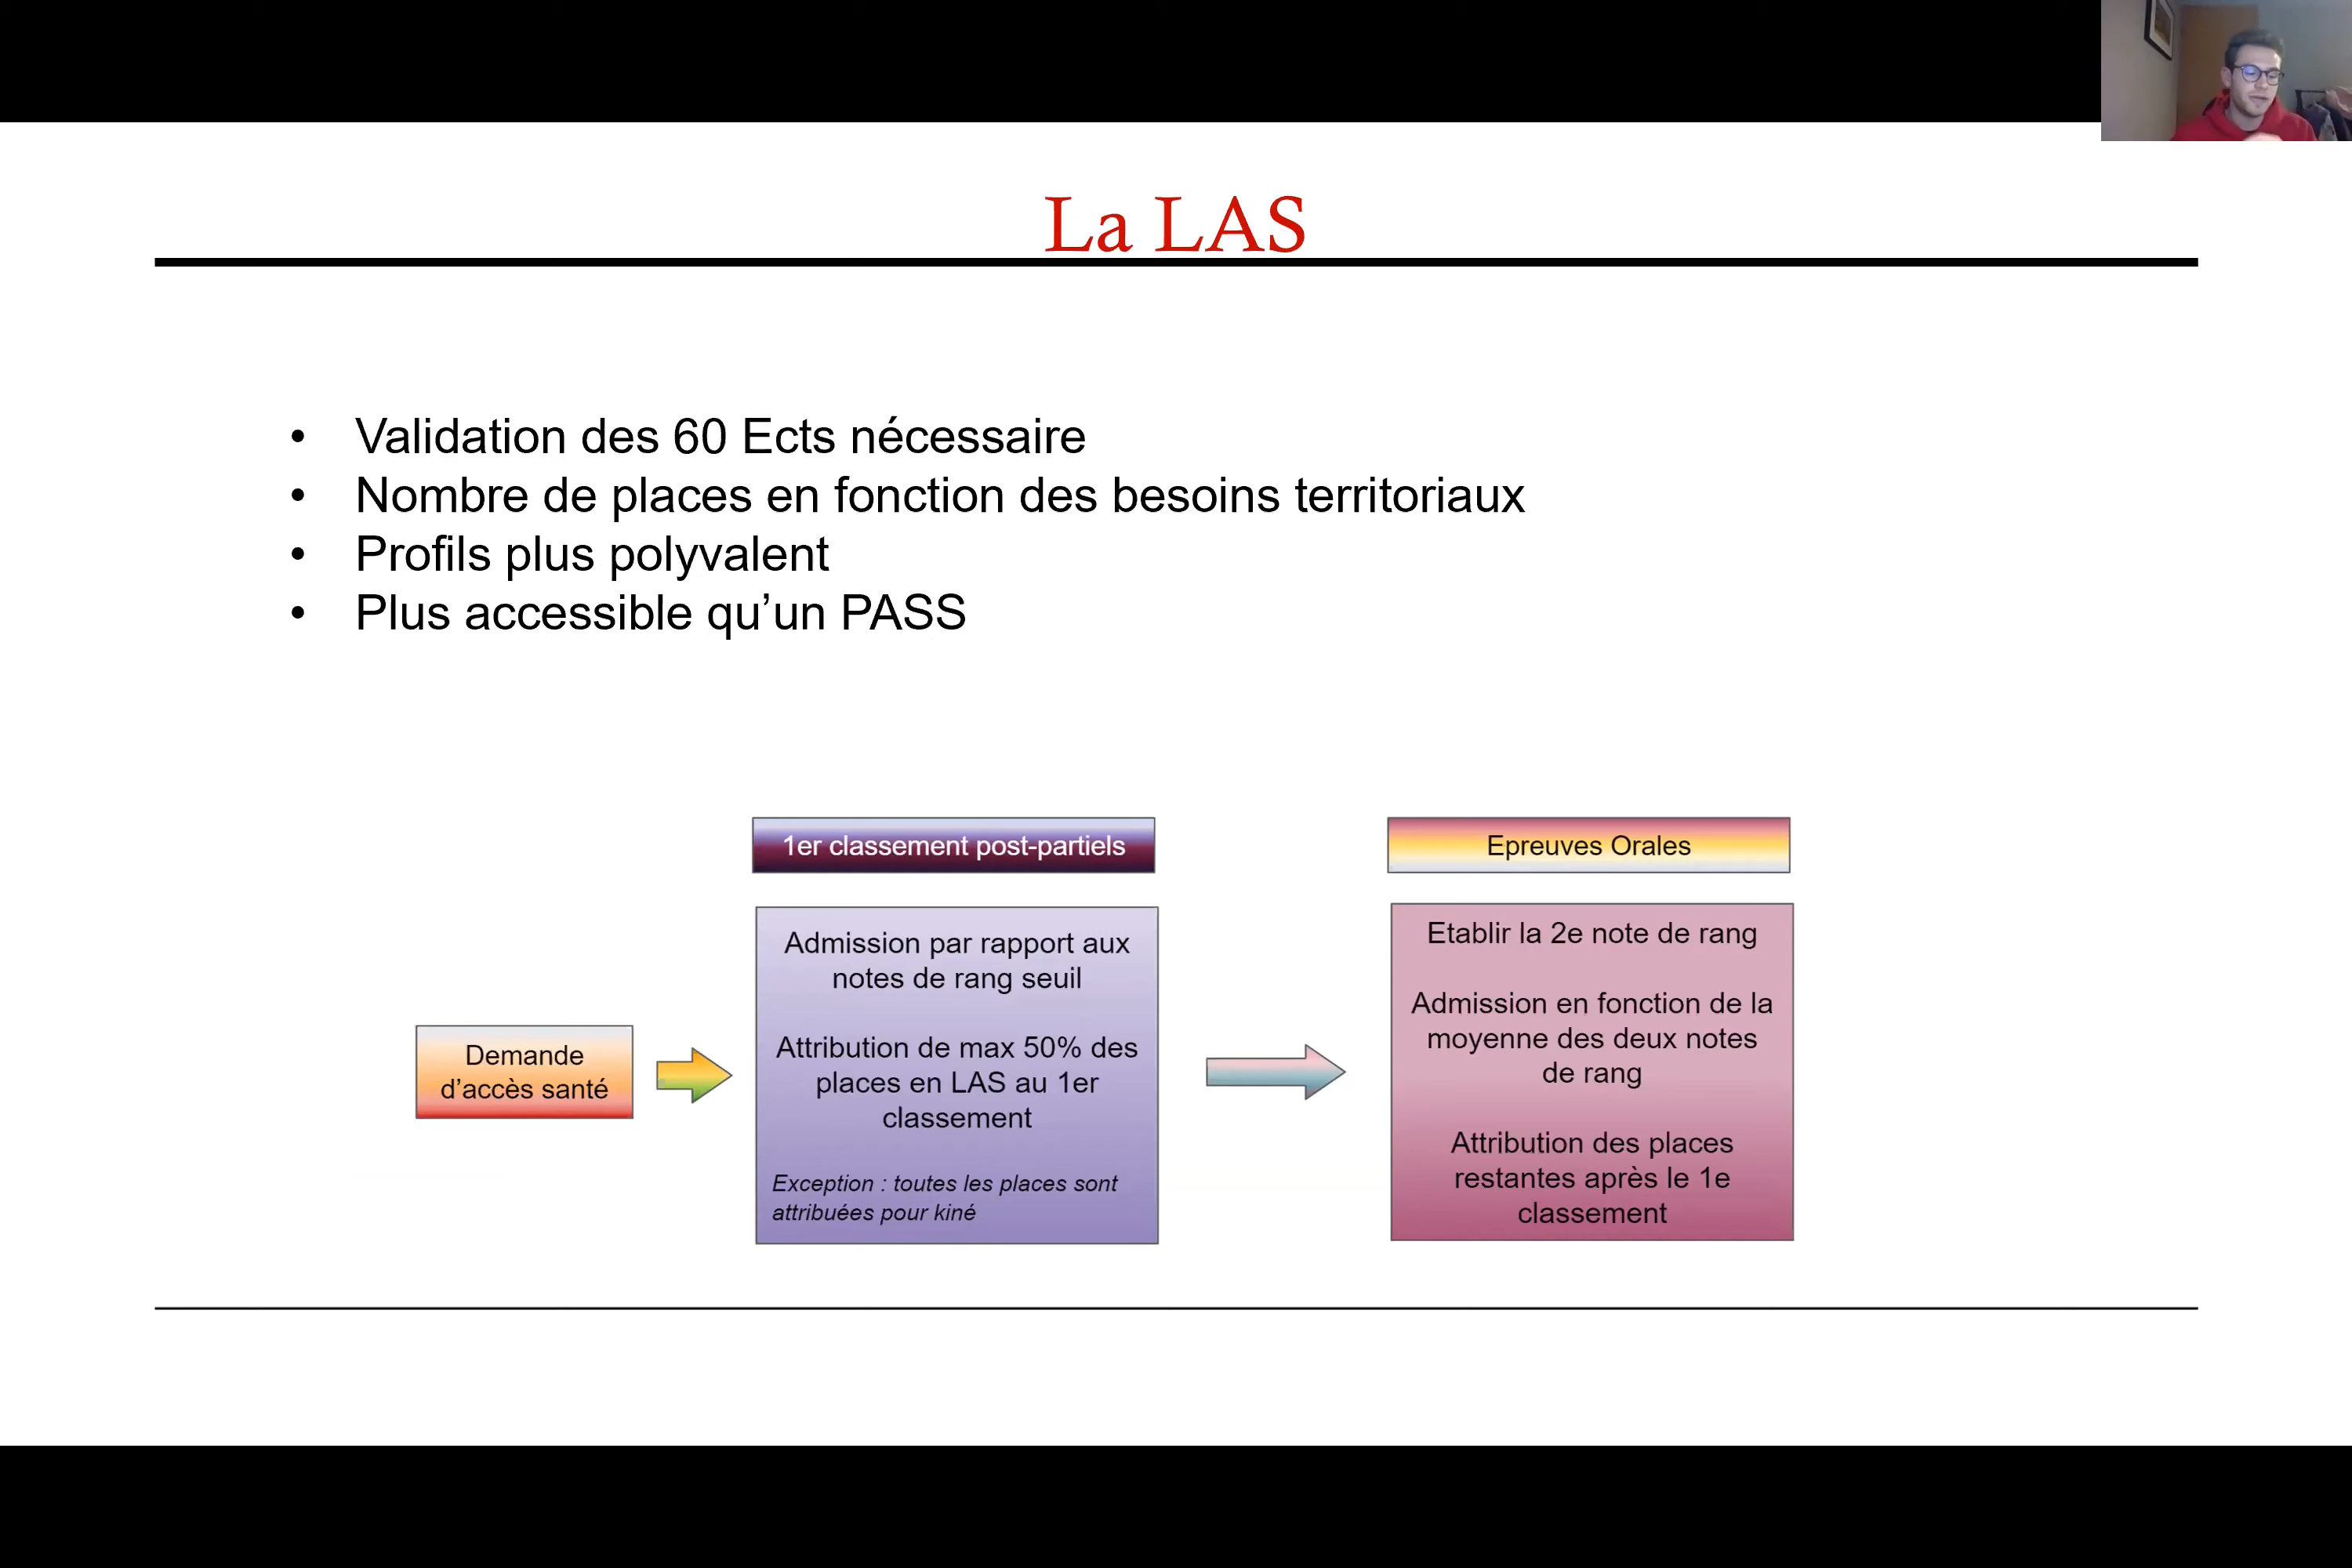 La LAS
• Validation des 60 Ects nécessaire
• Nombre de places en fonction des besoins territoriaux
• Profils plus polyvalent
• Plus accessible qu’un PASS
Demande
d’accès santé
1er classement post-partiels
Admission par rapport aux
notes de rang seuil
Attribution de max 50% des
places en LAS au 1er
classement
Exception : toutes les places sont
attribuées pour kiné
Epreuves Orales
Etablir la 2e note de rang
Admission en fonction de la
moyenne des deux notes
de rang
Attribution des places
restantes après le 1e
classement